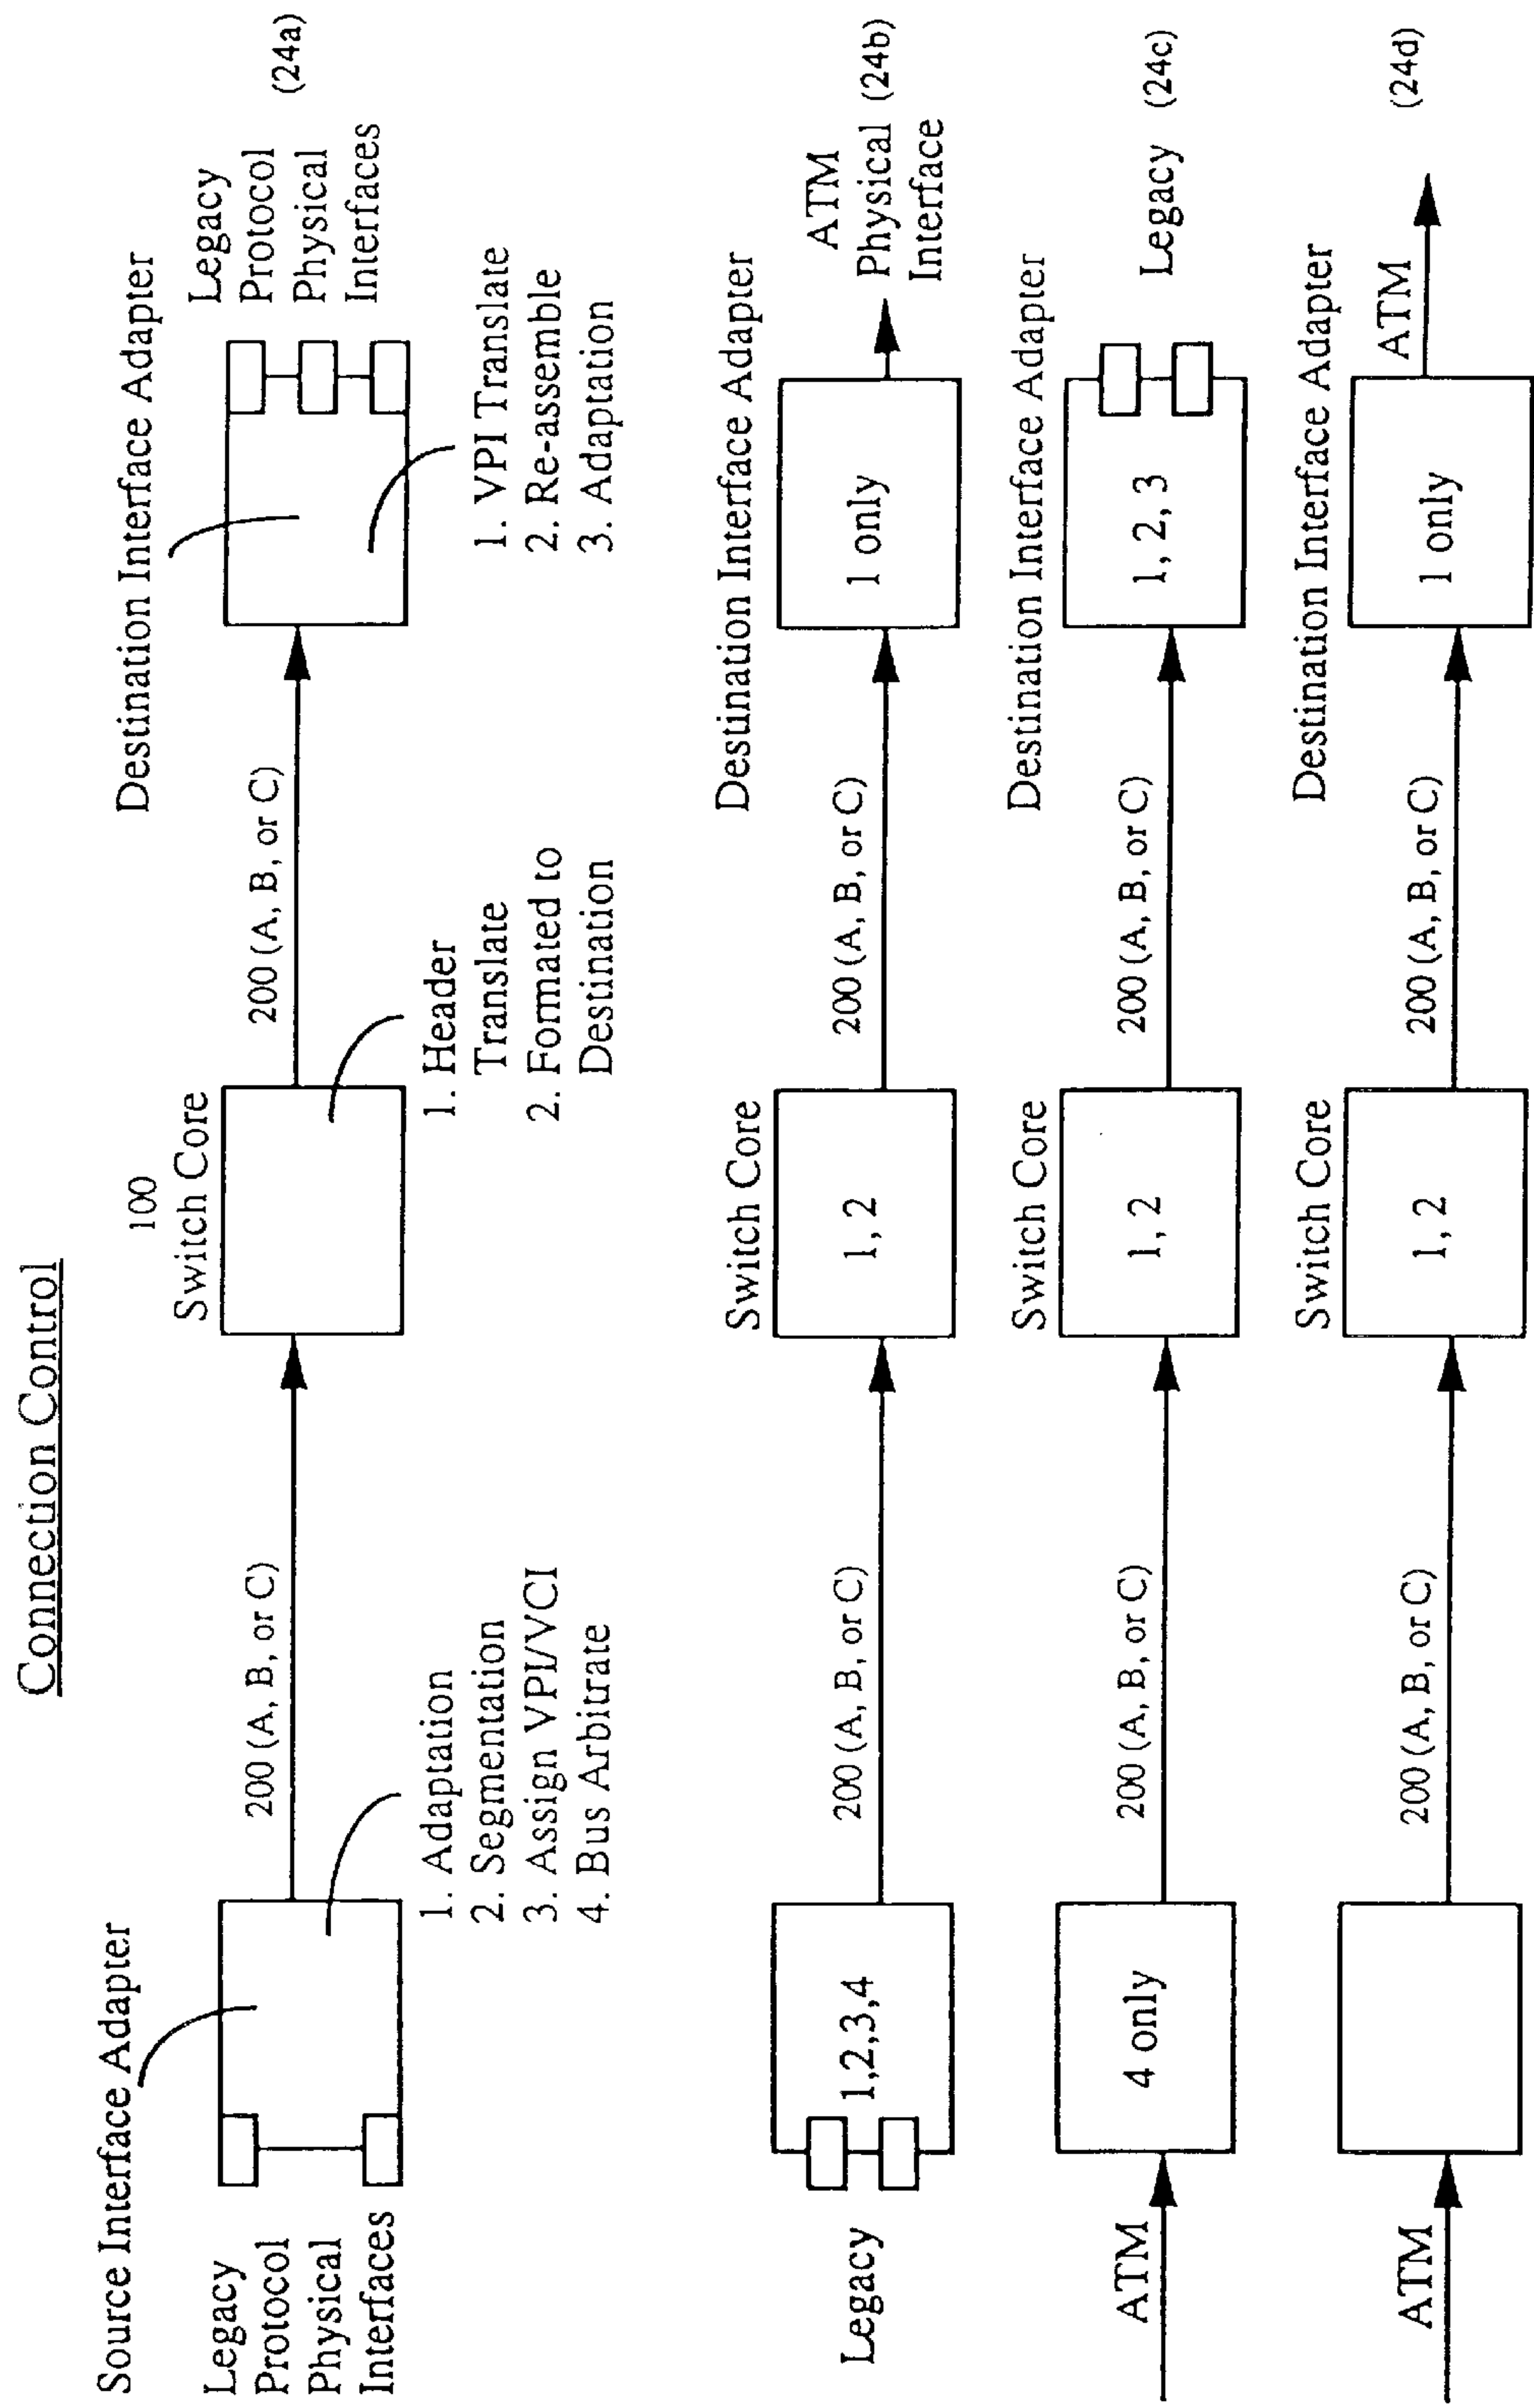 Connection Control
Source Interface Adapter
Legacy
Protocol
Physical
Interfaces
1. Adaptation
2. Segmentation
3. Assign VPI/VCI
4. Bus Arbitrate
200 (A, B, or C)
100
Switch Core
1. Header
Translate
2. Formated to
Destination
200 (A, B, or C)
Destination Interface Adapter
Legacy
Protocol
Physical
Interfaces
(24a)
1. VPI Translate
2. Re-assemble
3. Adaptation
Legacy
1,2,3,4
200 (A, B, or C)
Switch Core
1, 2
200 (A, B, or C)
Destination Interface Adapter
1 only
ATM
Physical (24b)
Interface
ATM
4 only
200 (A, B, or C)
Switch Core
1, 2
200 (A, B, or C)
Destination Interface Adapter
1, 2, 3
Legacy (24c)
ATM
200 (A, B, or C)
Switch Core
1, 2
200 (A, B, or C)
Destination Interface Adapter
1 only
ATM
(24d)